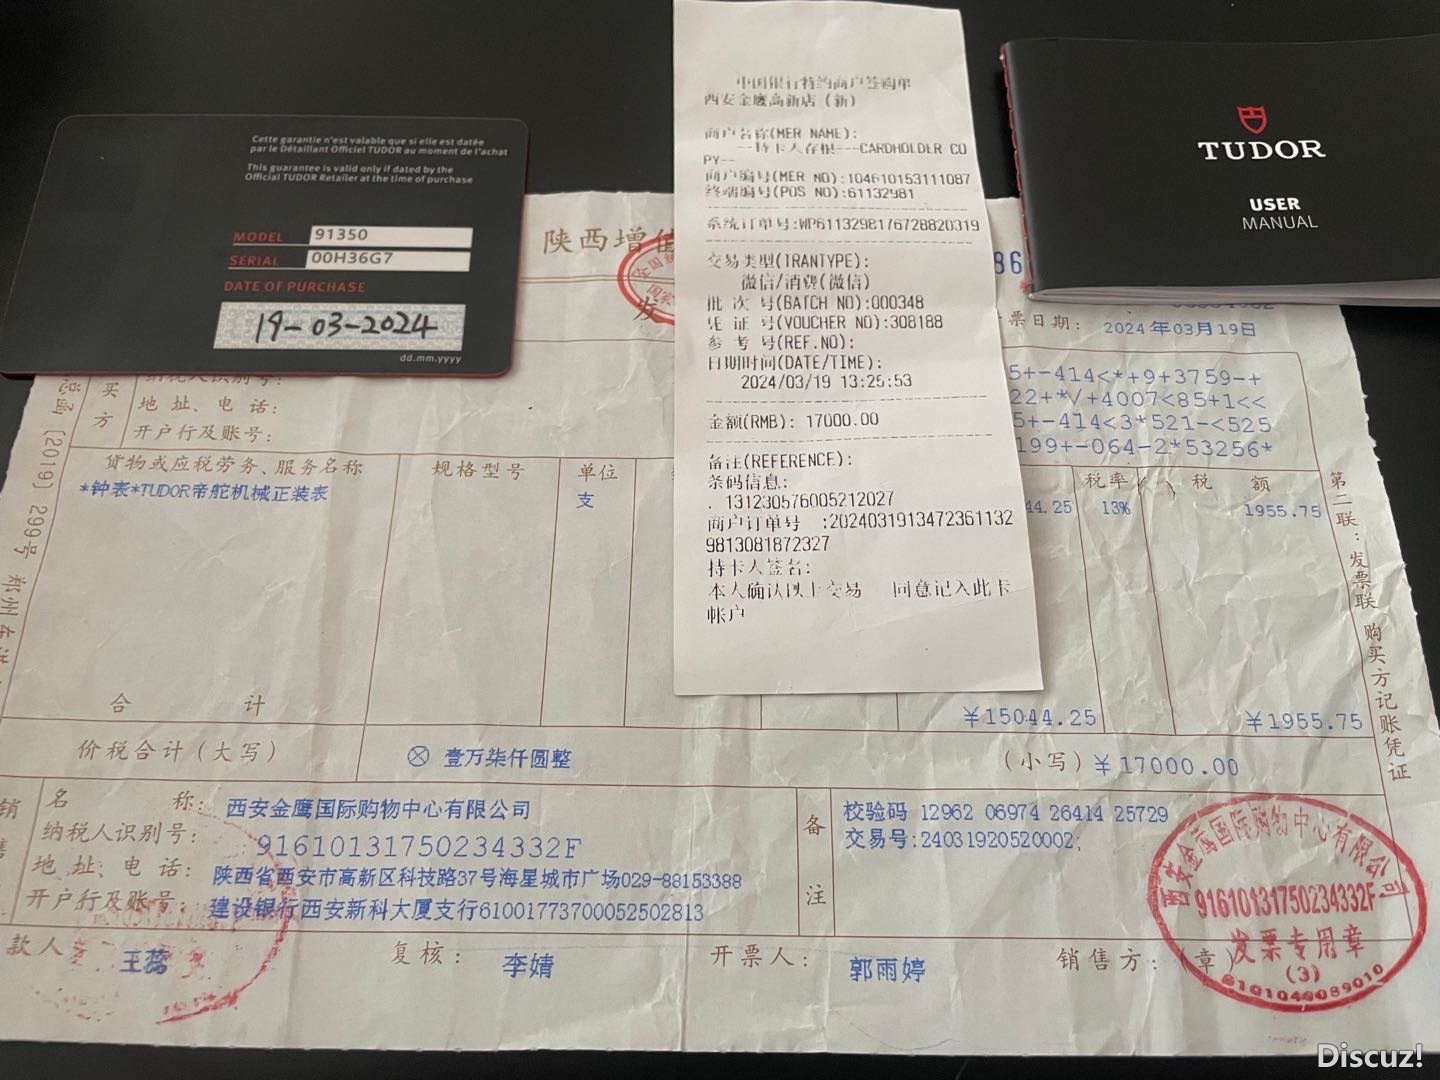 Cette garantie n'est valable que si elle est datée
par le Détaillant Officiel TUDOR au moment de l'achat
This guarantee is valid only if dated by the
Official TUDOR Retailer at the time of purchase
MODEL 91350
SERIAL 00H36G7
DATE OF PURCHASE
19-03-2024
dd.mm.yyyy
中国银行特约商户签购单
西安金鹰高新店（新）
商户名称(MER NAME):
--持卡人存根---CARDHOLDER CO
PY--
商户编号(MER NO):104610153111087
终端编号(POS NO):61132981
系统订单号:WP6113298176728820319
交易类型(TRANTYPE):
微信/消费(微信)
批 次 号(BATCH NO):000348
凭 证 号(VOUCHER NO):308188
参 考 号(REF.NO):
日期时间(DATE/TIME):
2024/03/19 13:25:53
金额(RMB): 17000.00
备注(REFERENCE):
条码信息:
. 131230576005212027
商户订单号 :2024031913472361132
9813081872327
持卡人签名:
本人确认以上交易 同意记入此卡
帐户
TUDOR
USER
MANUAL
陕西增值
发
86
票日期: 2024年03月19日
买
方
纳税人识别号:
地址、电话:
开户行及账号:
5+-414<*+9+3759-+
22+*/+4007<85+1<<
5+-414<3*521-<525
199+-064-2*53256*
货物或应税劳务、服务名称 规格型号 单位 税率 税 额
*钟表*TUDOR帝舵机械正装表 支 44.25 13% 1955.75
合 计 ￥15044.25 ￥1955.75
价税合计（大写） ⊗ 壹万柒仟圆整 （小写）￥17000.00
销
售
名 称: 西安金鹰国际购物中心有限公司
纳税人识别号: 91610131750234332F
地址、电话: 陕西省西安市高新区科技路37号海星城市广场029-88153388
开户行及账号: 建设银行西安新科大厦支行61001773700052502813
备
注
校验码 12962 06974 26414 25729
交易号:24031920520002;
款人: 王蕊 复核: 李婧 开票人: 郭雨婷 销售方:（章）
〔2019〕299号 郑州
第二联:发票联 购买方记账凭证
西安金鹰国际购物中心有限公司
91610131750234332F
发票专用章
(3)
6101040089010
Discuz!